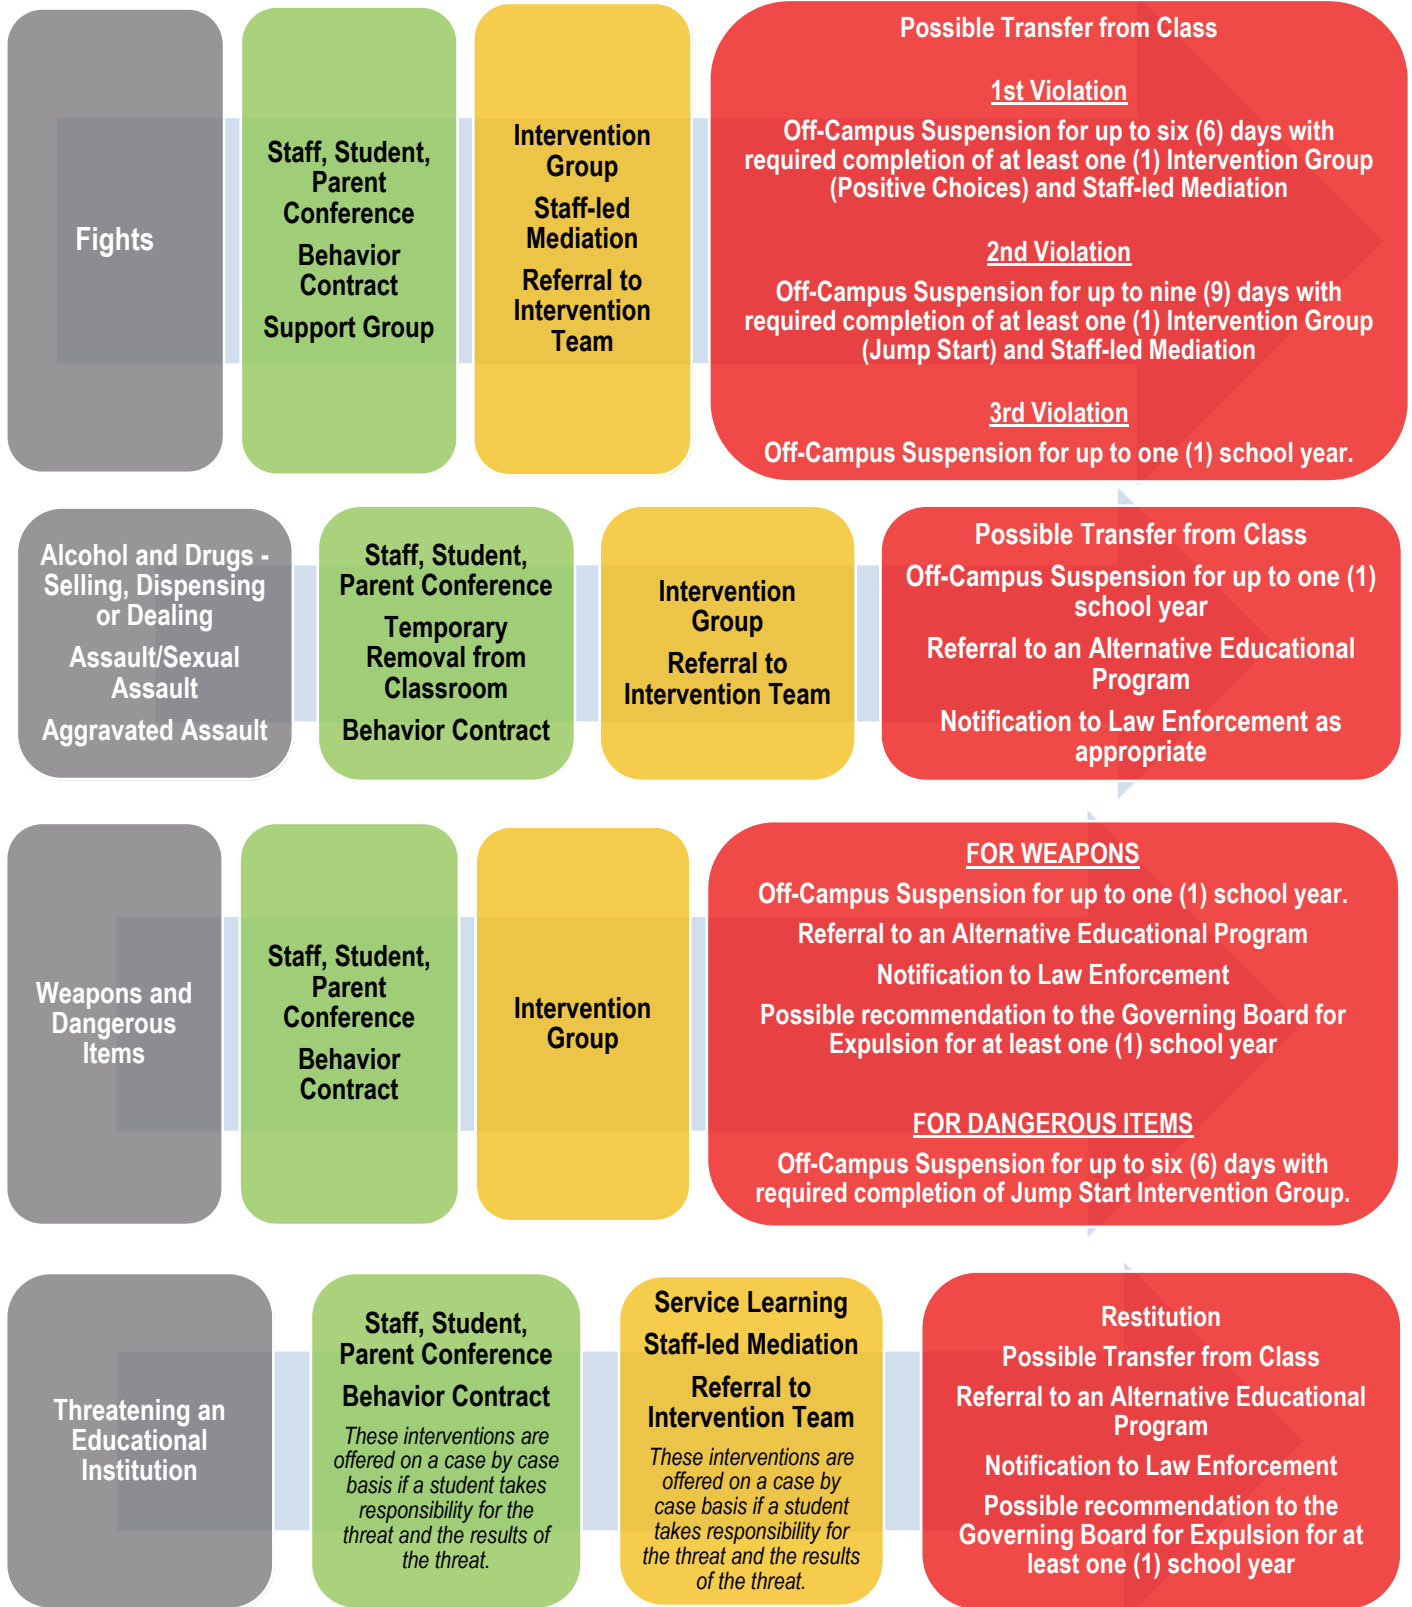 Fights
Staff, Student,
Parent
Conference
Behavior
Contract
Support Group
Intervention
Group
Staff-led
Mediation
Referral to
Intervention
Team
Possible Transfer from Class
1st Violation
Off-Campus Suspension for up to six (6) days with
required completion of at least one (1) Intervention Group
(Positive Choices) and Staff-led Mediation
2nd Violation
Off-Campus Suspension for up to nine (9) days with
required completion of at least one (1) Intervention Group
(Jump Start) and Staff-led Mediation
3rd Violation
Off-Campus Suspension for up to one (1) school year.
Alcohol and Drugs -
Selling, Dispensing
or Dealing
Assault/Sexual
Assault
Aggravated Assault
Staff, Student,
Parent Conference
Temporary
Removal from
Classroom
Behavior Contract
Intervention
Group
Referral to
Intervention Team
Possible Transfer from Class
Off-Campus Suspension for up to one (1)
school year
Referral to an Alternative Educational
Program
Notification to Law Enforcement as
appropriate
Weapons and
Dangerous
Items
Staff, Student,
Parent
Conference
Behavior
Contract
Intervention
Group
FOR WEAPONS
Off-Campus Suspension for up to one (1) school year.
Referral to an Alternative Educational Program
Notification to Law Enforcement
Possible recommendation to the Governing Board for
Expulsion for at least one (1) school year
FOR DANGEROUS ITEMS
Off-Campus Suspension for up to six (6) days with
required completion of Jump Start Intervention Group.
Threatening an
Educational
Institution
Staff, Student,
Parent Conference
Behavior Contract
These interventions are
offered on a case by case
basis if a student takes
responsibility for the
threat and the results of
the threat.
Service Learning
Staff-led Mediation
Referral to
Intervention Team
These interventions are
offered on a case by
case basis if a student
takes responsibility for
the threat and the results
of the threat.
Restitution
Possible Transfer from Class
Referral to an Alternative Educational
Program
Notification to Law Enforcement
Possible recommendation to the
Governing Board for Expulsion for at
least one (1) school year